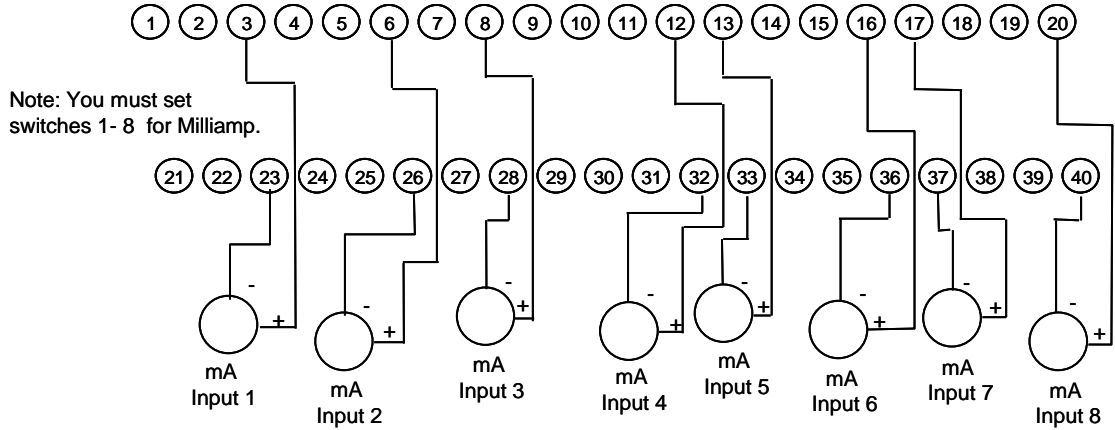 1 2 3 4 5 6 7 8 9 10 11 12 13 14 15 16 17 18 19 20
Note: You must set
switches 1- 8  for Milliamp.
21 22 23 24 25 26 27 28 29 30 31 32 33 34 35 36 37 38 39 40
- + - + - + - + - + - + - + - +
mA
Input 1
mA
Input 2
mA
Input 3
mA
Input 4
mA
Input 5
mA
Input 6
mA
Input 7
mA
Input 8